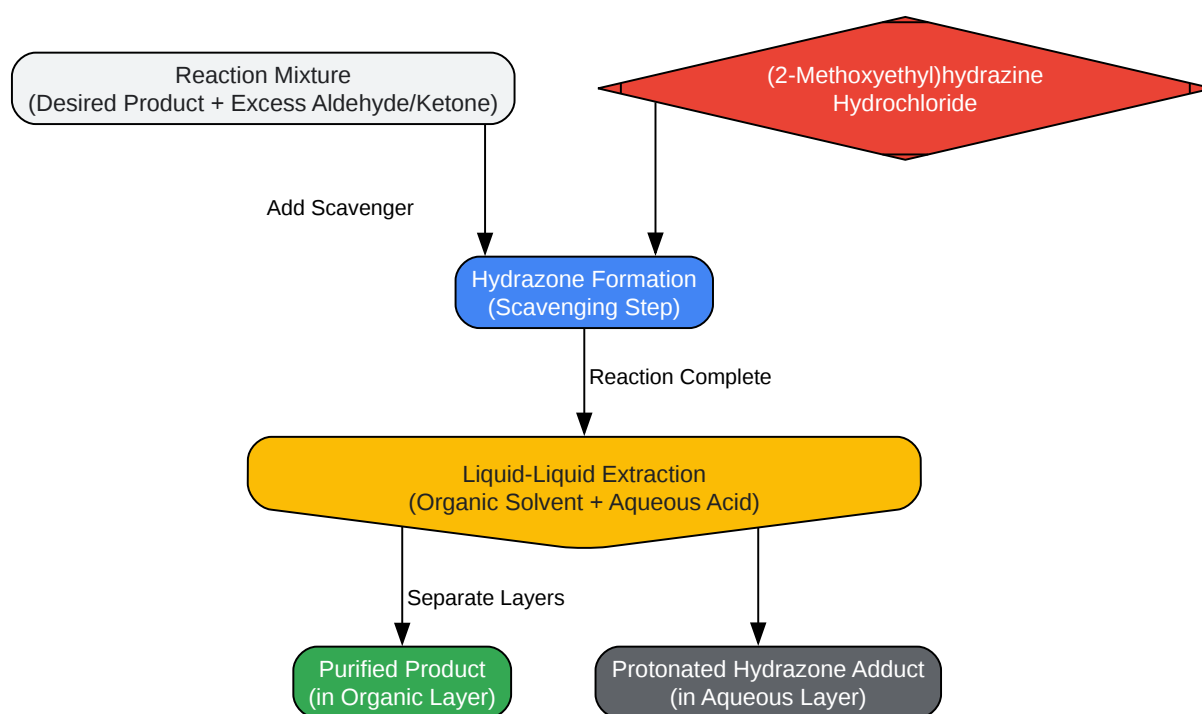 Reaction Mixture
(Desired Product + Excess Aldehyde/Ketone)
(2-Methoxyethyl)hydrazine
Hydrochloride
Add Scavenger
Hydrazone Formation
(Scavenging Step)
Reaction Complete
Liquid-Liquid Extraction
(Organic Solvent + Aqueous Acid)
Separate Layers
Purified Product
(in Organic Layer)
Protonated Hydrazone Adduct
(in Aqueous Layer)